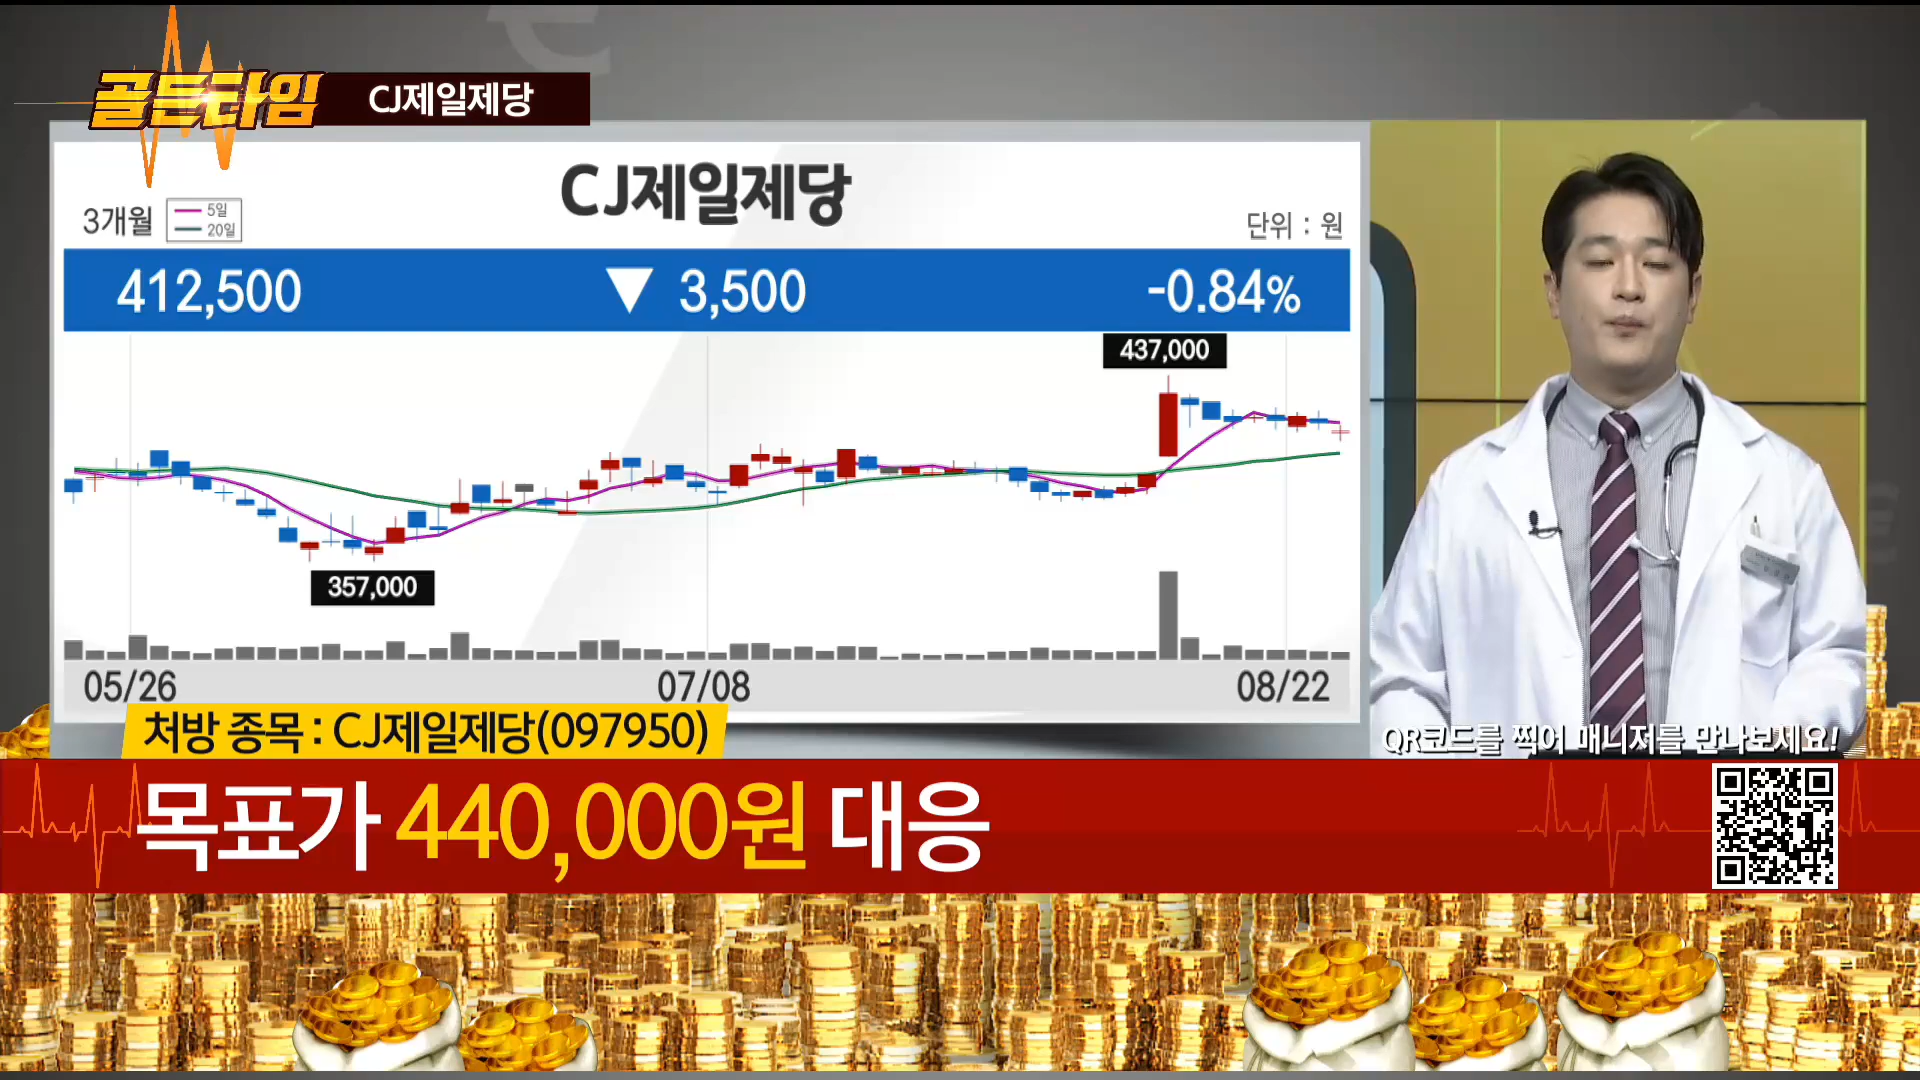 골든타임
CJ제일제당
CJ제일제당
3개월
5일
20일
단위 : 원
412,500 ▼ 3,500 -0.84%
437,000
357,000
05/26 07/08 08/22
처방 종목 : CJ제일제당(097950)
QR코드를 찍어 매니저를 만나보세요!
목표가 440,000원 대응